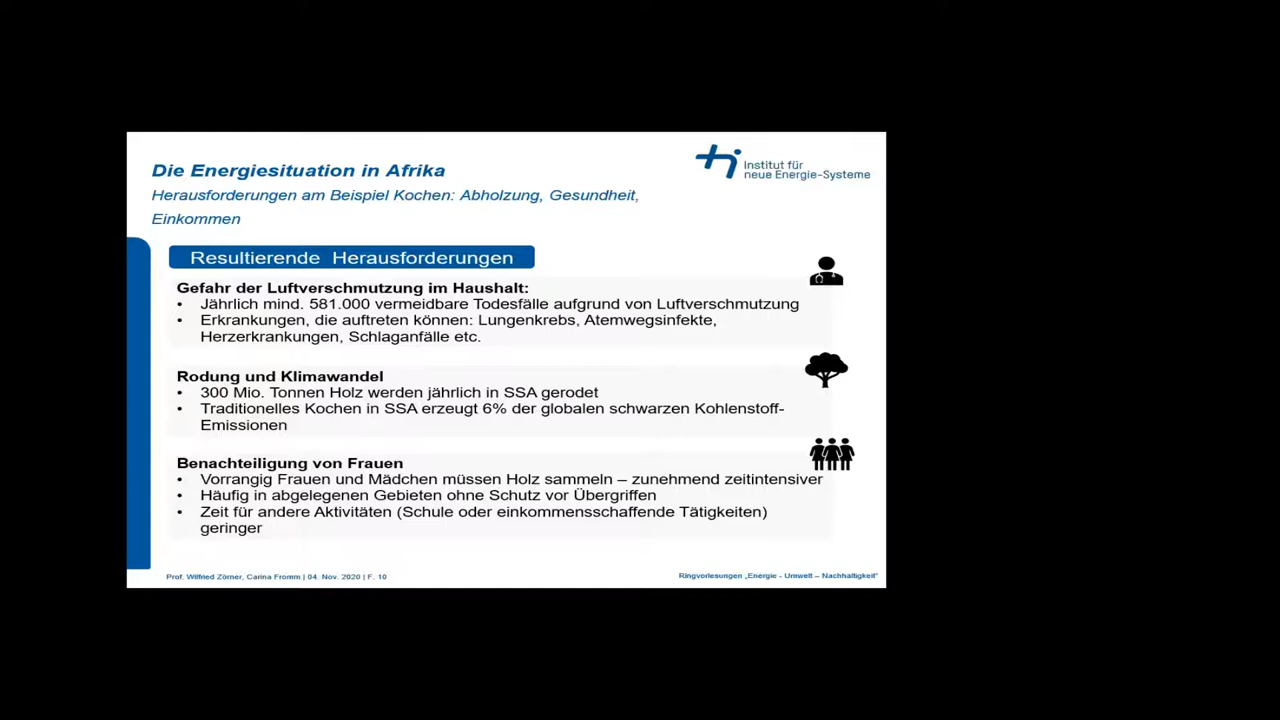 Die Energiesituation in Afrika
Herausforderungen am Beispiel Kochen: Abholzung, Gesundheit,
Einkommen
Institut für
neue Energie-Systeme
Resultierende Herausforderungen
Gefahr der Luftverschmutzung im Haushalt:
• Jährlich mind. 581.000 vermeidbare Todesfälle aufgrund von Luftverschmutzung
• Erkrankungen, die auftreten können: Lungenkrebs, Atemwegsinfekte,
Herzerkrankungen, Schlaganfälle etc.
Rodung und Klimawandel
• 300 Mio. Tonnen Holz werden jährlich in SSA gerodet
• Traditionelles Kochen in SSA erzeugt 6% der globalen schwarzen Kohlenstoff-
Emissionen
Benachteiligung von Frauen
• Vorrangig Frauen und Mädchen müssen Holz sammeln – zunehmend zeitintensiver
• Häufig in abgelegenen Gebieten ohne Schutz vor Übergriffen
• Zeit für andere Aktivitäten (Schule oder einkommensschaffende Tätigkeiten)
geringer
Prof. Wilfried Zörner, Carina Fromm | 04. Nov. 2020 | F. 10
Ringvorlesungen „Energie - Umwelt – Nachhaltigkeit"